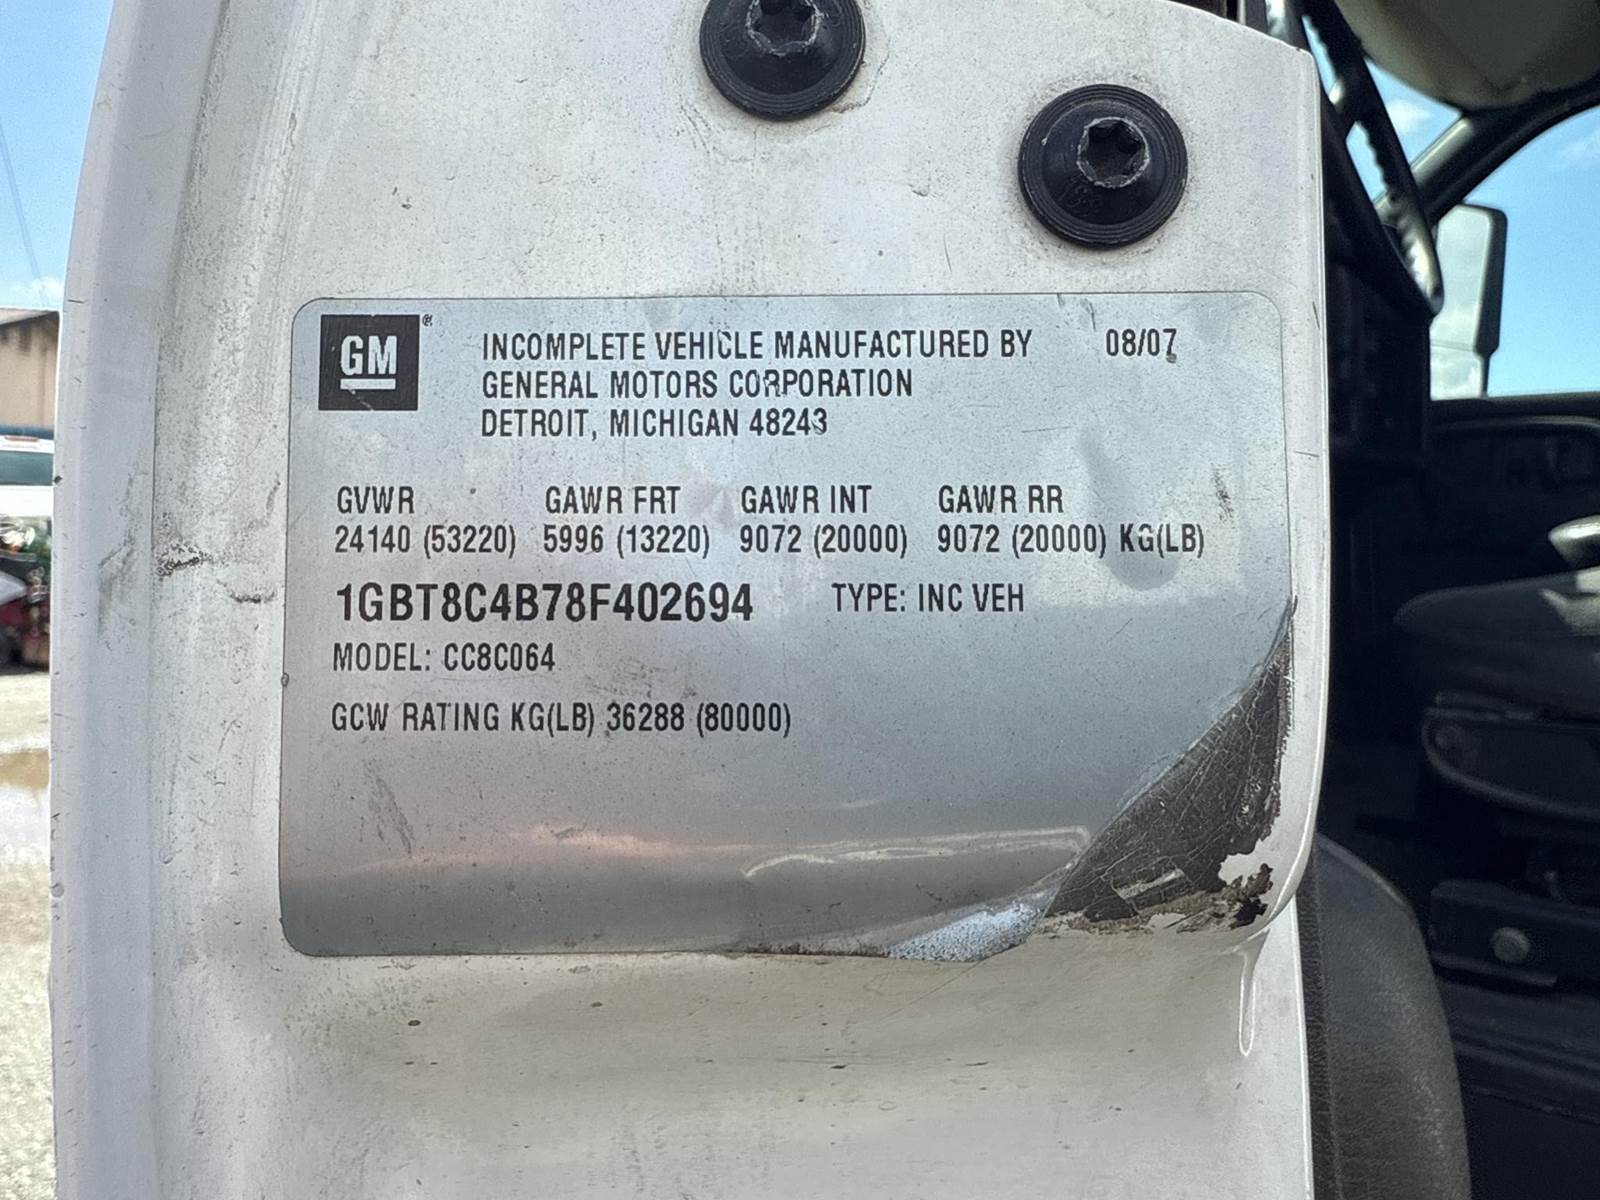 GM®
INCOMPLETE VEHICLE MANUFACTURED BY 08/07
GENERAL MOTORS CORPORATION
DETROIT, MICHIGAN 48243
GVWR GAWR FRT GAWR INT GAWR RR
24140 (53220) 5996 (13220) 9072 (20000) 9072 (20000) KG(LB)
1GBT8C4B78F402694 TYPE: INC VEH
MODEL: CC8C064
GCW RATING KG(LB) 36288 (80000)